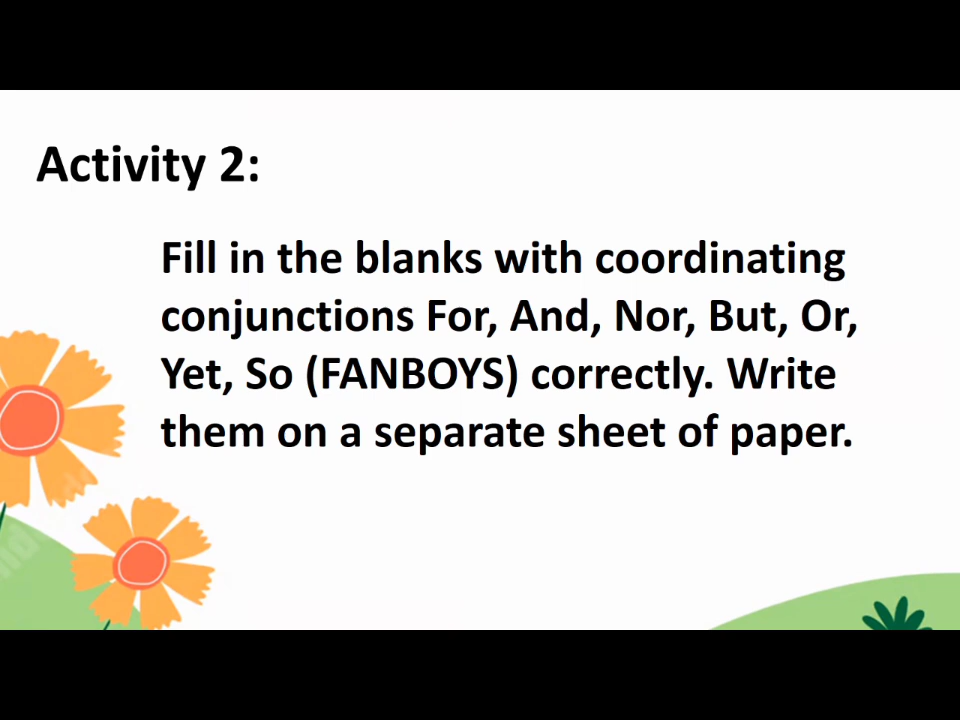 Activity 2:
Fill in the blanks with coordinating
conjunctions For, And, Nor, But, Or,
Yet, So (FANBOYS) correctly. Write
them on a separate sheet of paper.